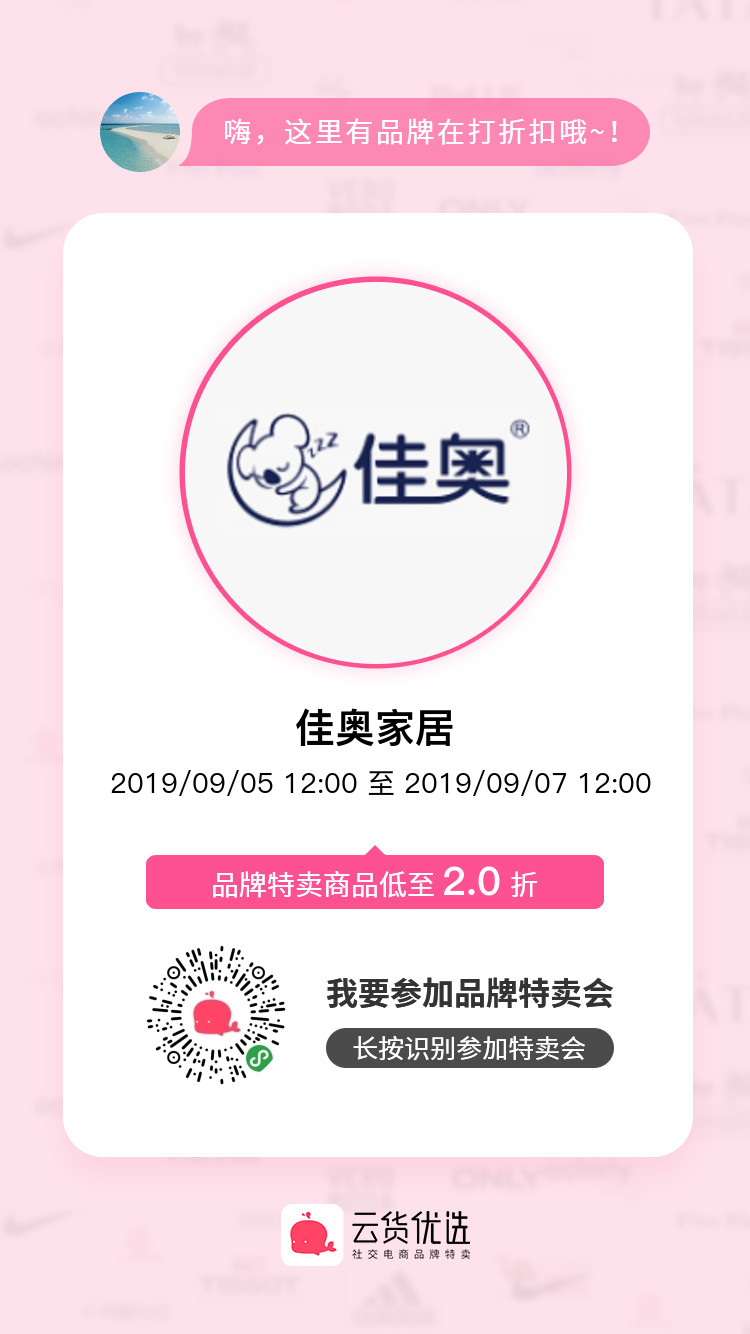 嗨，这里有品牌在打折扣哦~！
zzz
佳奥®
佳奥家居
2019/09/05 12:00 至 2019/09/07 12:00
品牌特卖商品低至 2.0 折
我要参加品牌特卖会
长按识别参加特卖会
云货优选
社交电商品牌特卖
ONLY
TISSOT